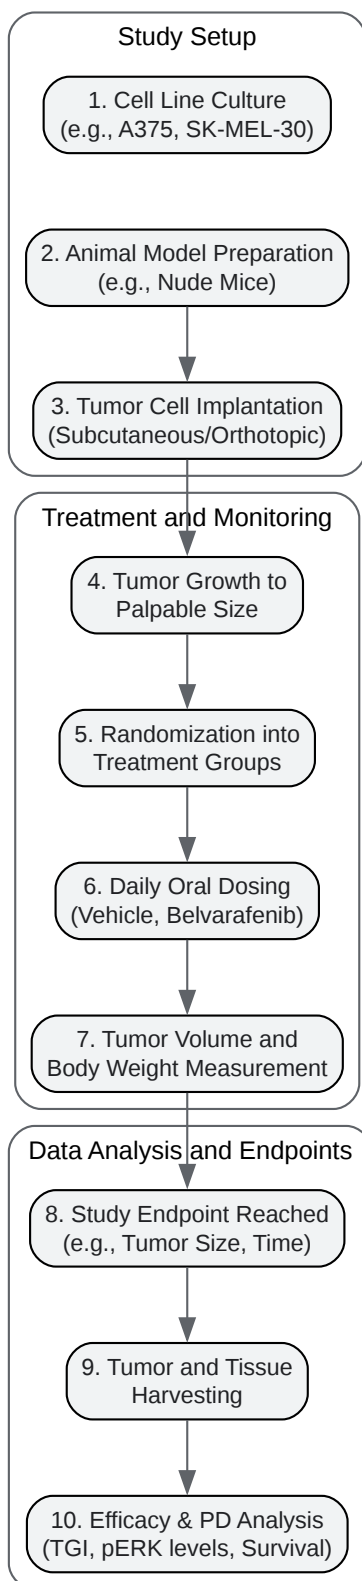 Study Setup
1. Cell Line Culture
(e.g., A375, SK-MEL-30)
2. Animal Model Preparation
(e.g., Nude Mice)
3. Tumor Cell Implantation
(Subcutaneous/Orthotopic)
Treatment and Monitoring
4. Tumor Growth to
Palpable Size
5. Randomization into
Treatment Groups
6. Daily Oral Dosing
(Vehicle, Belvarafenib)
7. Tumor Volume and
Body Weight Measurement
Data Analysis and Endpoints
8. Study Endpoint Reached
(e.g., Tumor Size, Time)
9. Tumor and Tissue
Harvesting
10. Efficacy & PD Analysis
(TGI, pERK levels, Survival)